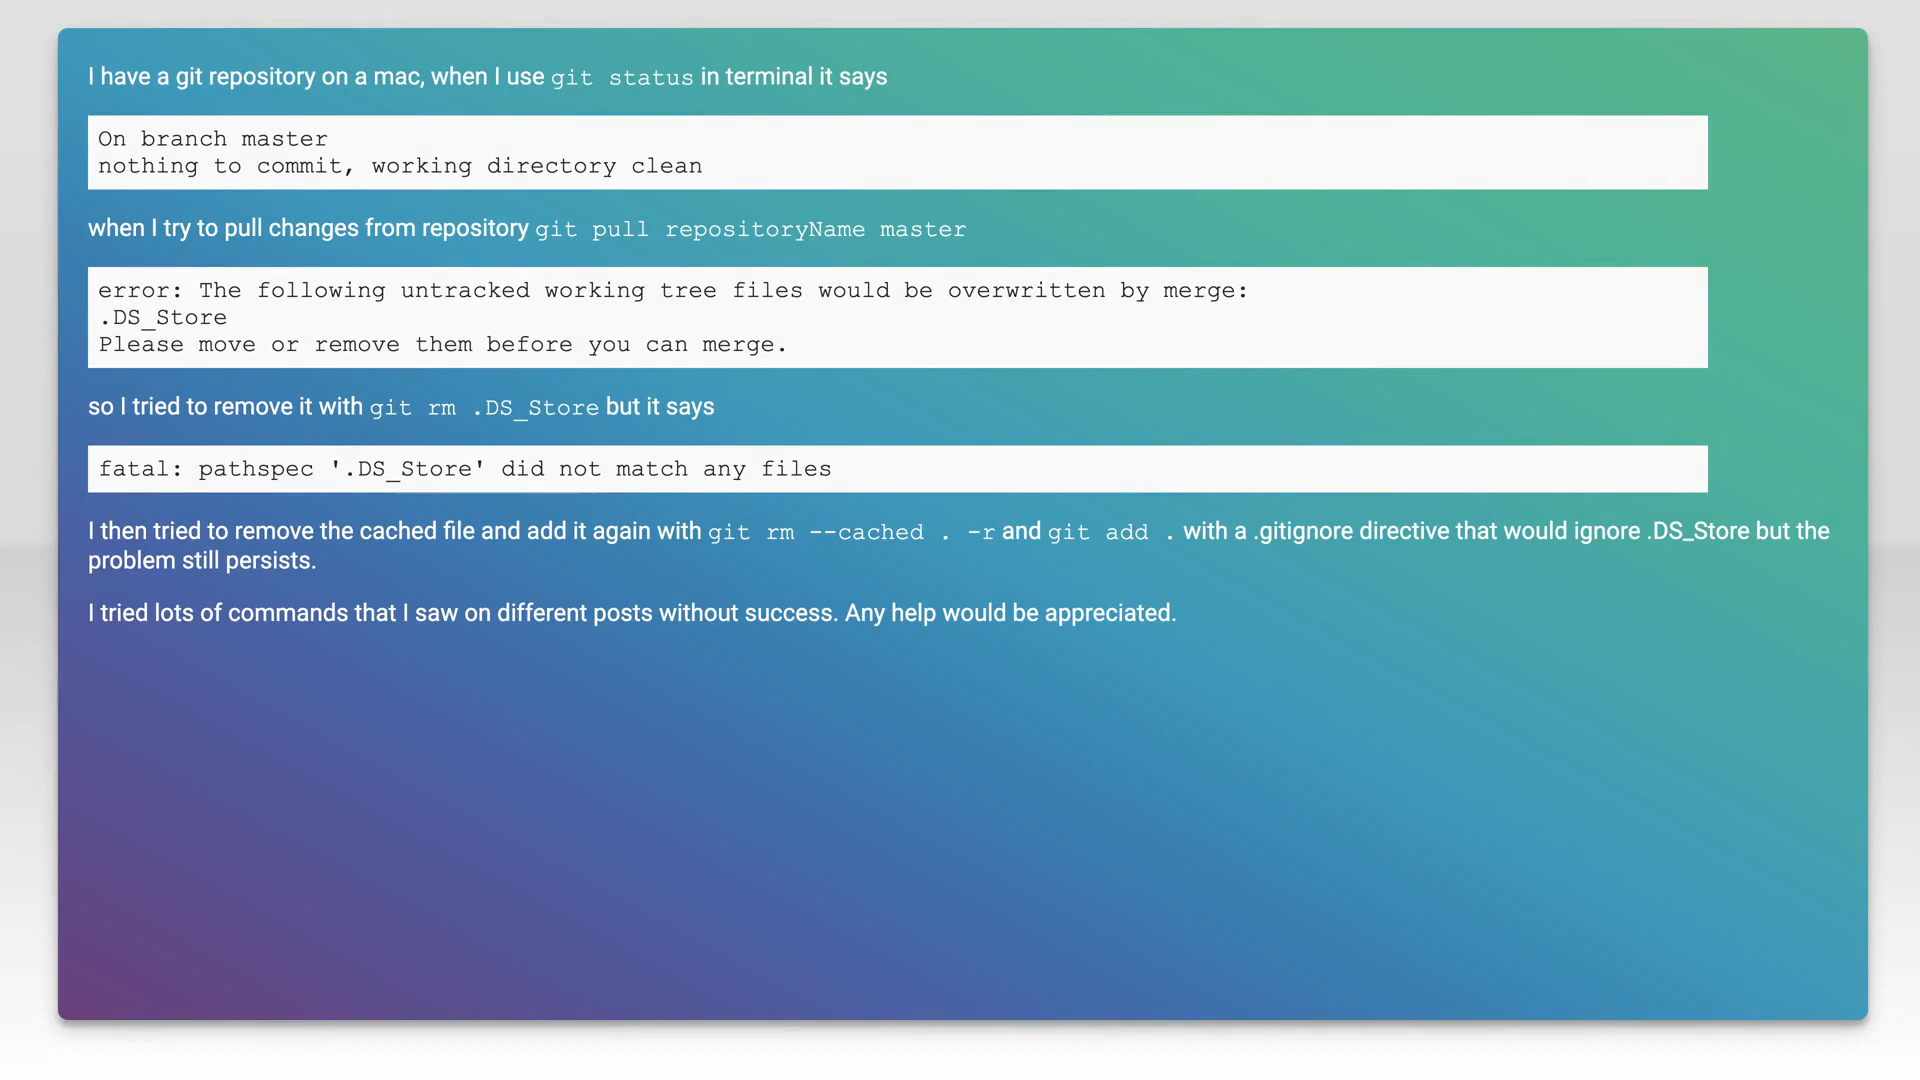 I have a git repository on a mac, when I use git status in terminal it says
On branch master
nothing to commit, working directory clean
when I try to pull changes from repository git pull repositoryName master
error: The following untracked working tree files would be overwritten by merge:
.DS_Store
Please move or remove them before you can merge.
so I tried to remove it with git rm .DS_Store but it says
fatal: pathspec '.DS_Store' did not match any files
I then tried to remove the cached file and add it again with git rm --cached . -r and git add . with a .gitignore directive that would ignore .DS_Store but the
problem still persists.
I tried lots of commands that I saw on different posts without success. Any help would be appreciated.